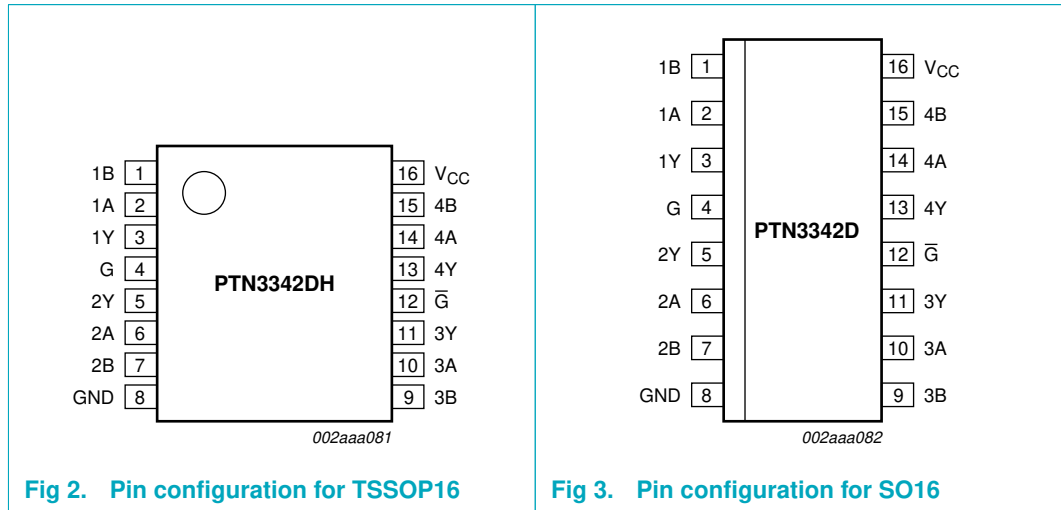 1B 1 16 VCC
1A 2 15 4B
1Y 3 14 4A
G 4 13 4Y
PTN3342DH
2Y 5 12 G̅
2A 6 11 3Y
2B 7 10 3A
GND 8 9 3B
002aaa081
Fig 2. Pin configuration for TSSOP16
1B 1 16 VCC
1A 2 15 4B
1Y 3 14 4A
G 4 13 4Y
PTN3342D
2Y 5 12 G̅
2A 6 11 3Y
2B 7 10 3A
GND 8 9 3B
002aaa082
Fig 3. Pin configuration for SO16